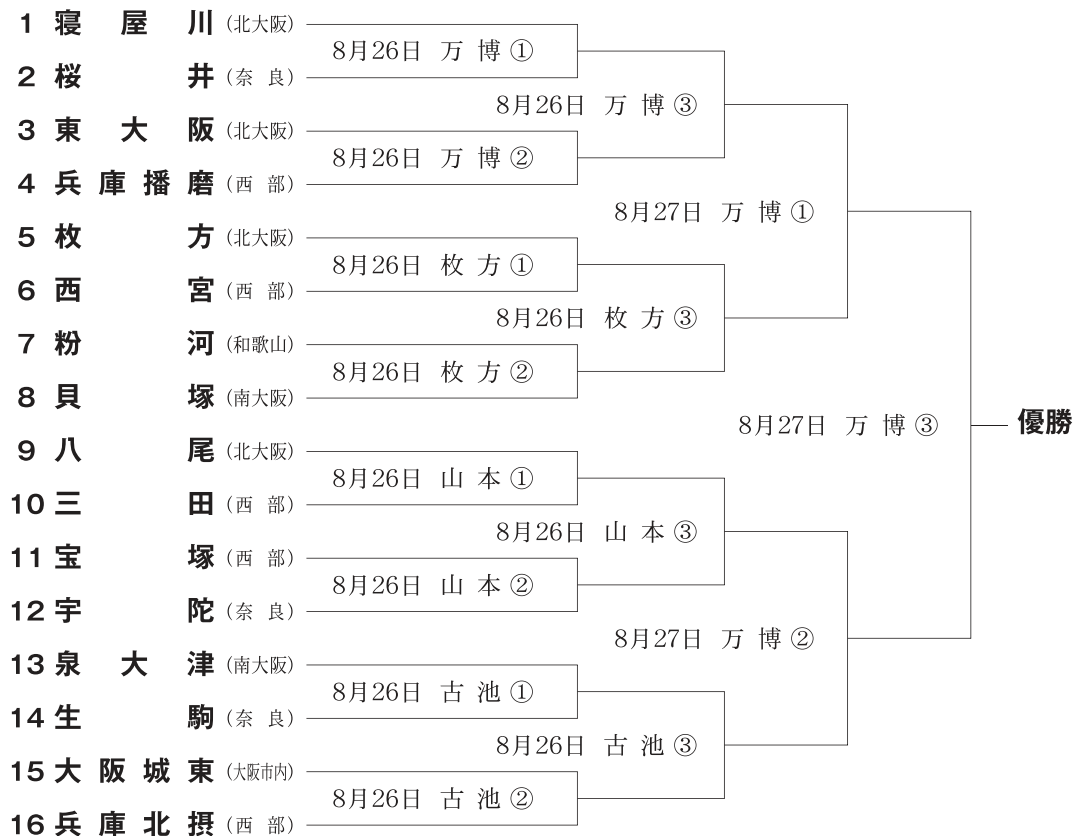 1 寝屋川 (北大阪)
8月26日 万博 ①
2 桜井 (奈良)
8月26日 万博 ③
3 東大阪 (北大阪)
8月26日 万博 ②
4 兵庫播磨 (西部)
8月27日 万博 ①
5 枚方 (北大阪)
8月26日 枚方 ①
6 西宮 (西部)
8月26日 枚方 ③
7 粉河 (和歌山)
8月26日 枚方 ②
8 貝塚 (南大阪)
8月27日 万博 ③
優勝
9 八尾 (北大阪)
8月26日 山本 ①
10 三田 (西部)
8月26日 山本 ③
11 宝塚 (西部)
8月26日 山本 ②
12 宇陀 (奈良)
8月27日 万博 ②
13 泉大津 (南大阪)
8月26日 古池 ①
14 生駒 (奈良)
8月26日 古池 ③
15 大阪城東 (大阪市内)
8月26日 古池 ②
16 兵庫北摂 (西部)